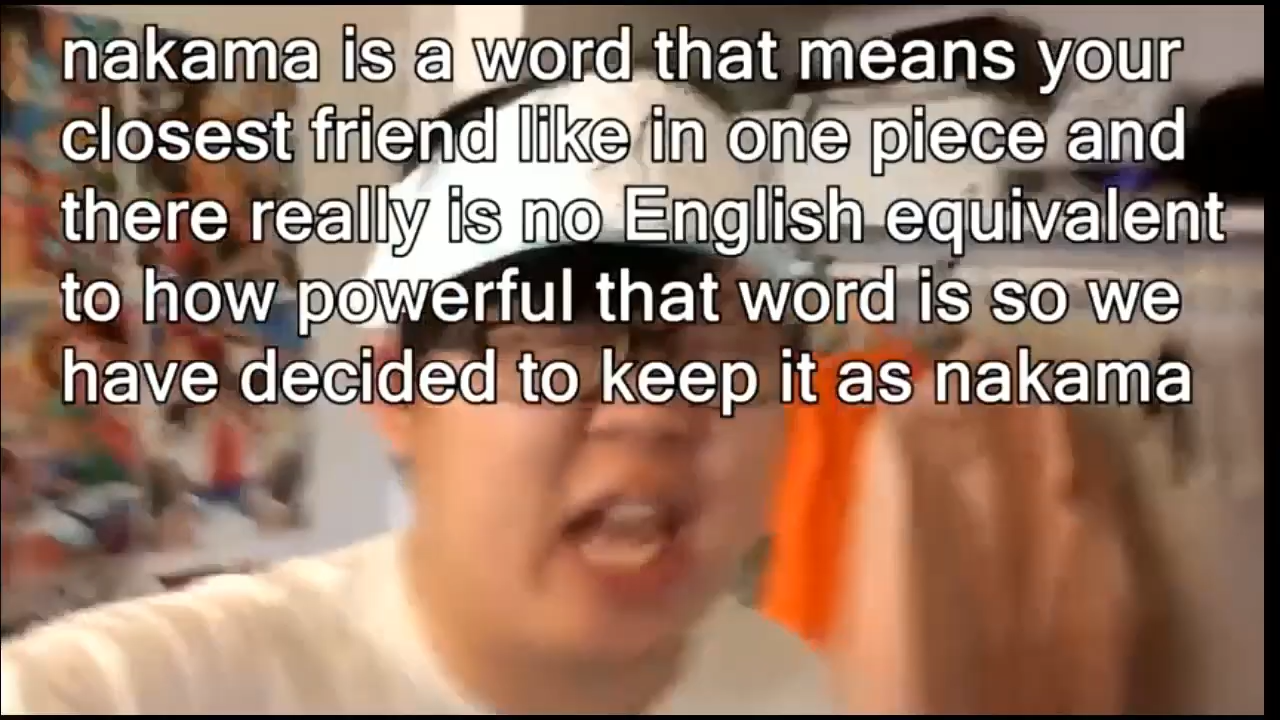 nakama is a word that means your
closest friend like in one piece and
there really is no English equivalent
to how powerful that word is so we
have decided to keep it as nakama